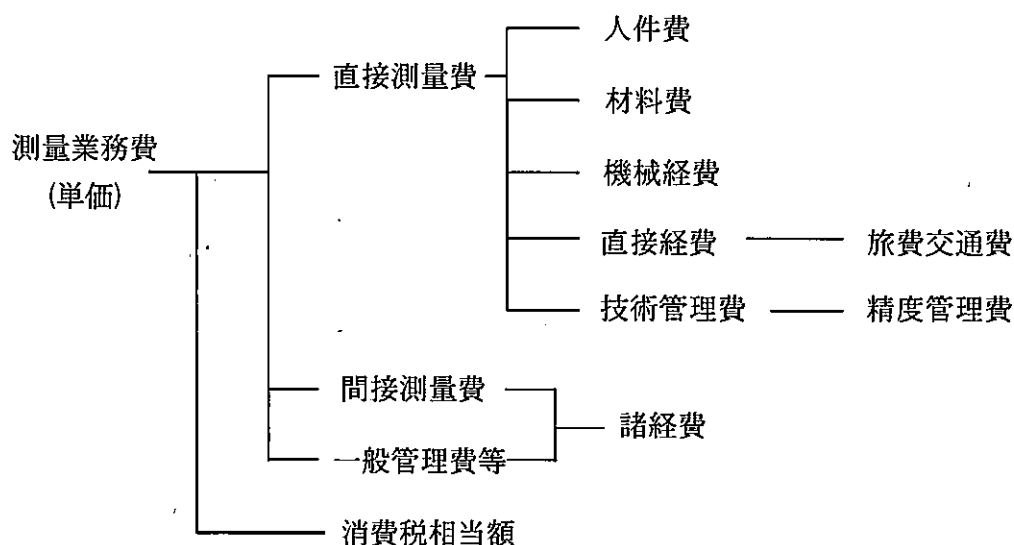 人件費
直接測量費
材料費
測量業務費
(単価)
機械経費
直接経費
旅費交通費
技術管理費
精度管理費
間接測量費
諸経費
一般管理費等
消費税相当額